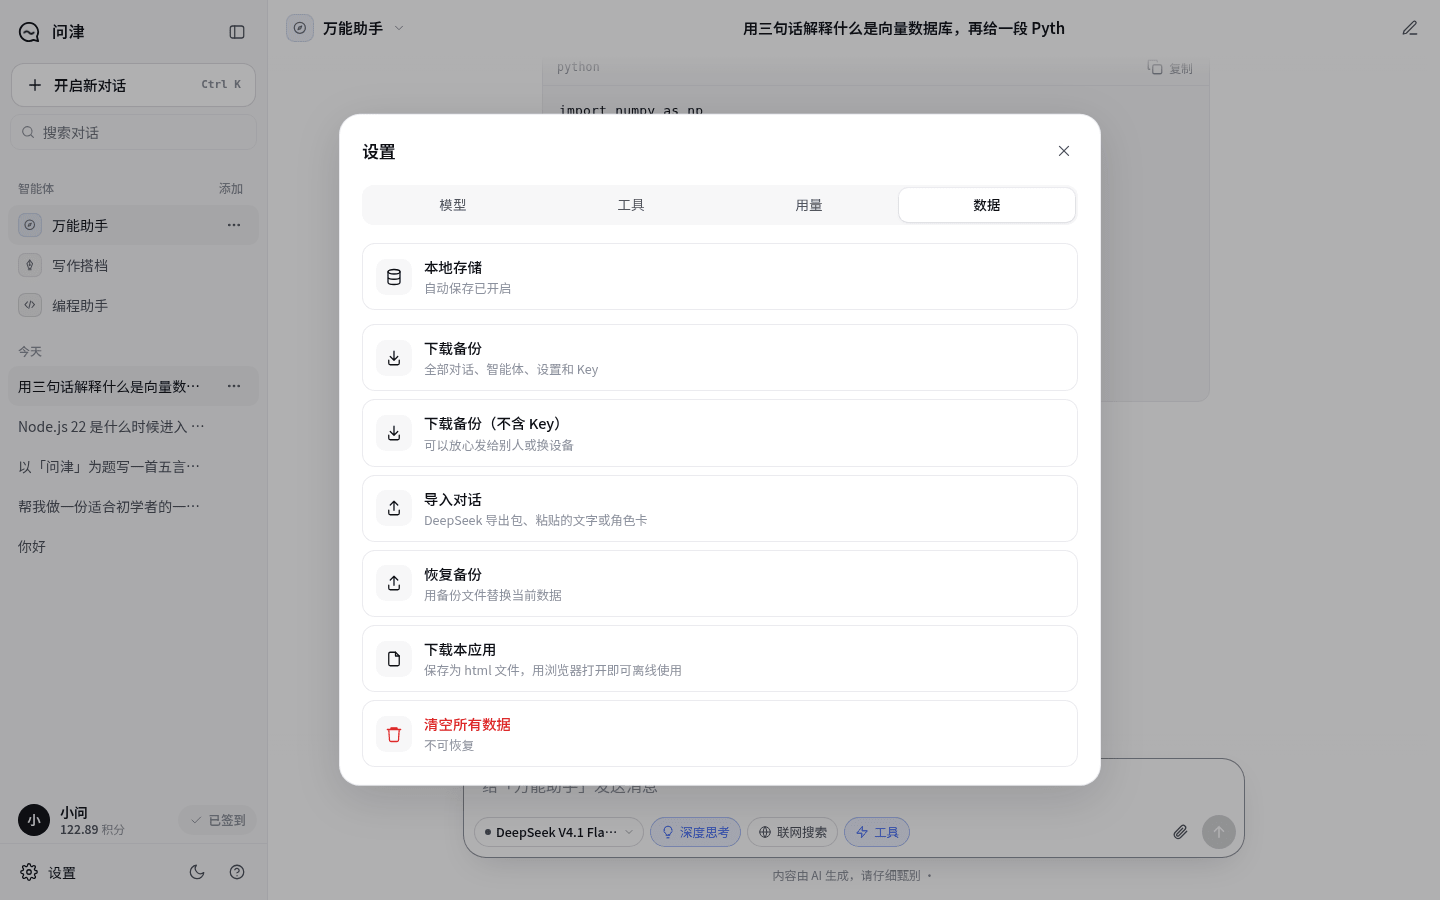 问津
开启新对话
Ctrl K
搜索对话
智能体
添加
万能助手
写作搭档
编程助手
今天
用三句话解释什么是向量数…
Node.js 22 是什么时候进入 …
以「问津」为题写一首五言…
帮我做一份适合初学者的一…
你好
小
小问
122.89 积分
已签到
设置
万能助手
用三句话解释什么是向量数据库，再给一段 Pyth
python
复制
import numpy as np
设置
模型
工具
用量
数据
本地存储
自动保存已开启
下载备份
全部对话、智能体、设置和 Key
下载备份（不含 Key）
可以放心发给别人或换设备
导入对话
DeepSeek 导出包、粘贴的文字或角色卡
恢复备份
用备份文件替换当前数据
下载本应用
保存为 html 文件，用浏览器打开即可离线使用
清空所有数据
不可恢复
给「万能助手」发送消息
DeepSeek V4.1 Fla…
深度思考
联网搜索
工具
内容由 AI 生成，请仔细甄别 •